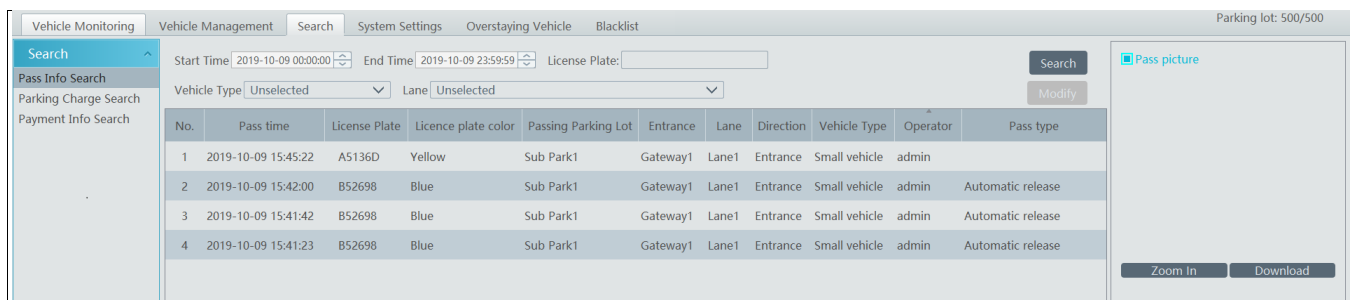 Vehicle Monitoring Vehicle Management Search System Settings Overstaying Vehicle Blacklist Parking lot: 500/500
Search
Pass Info Search
Parking Charge Search
Payment Info Search
Start Time 2019-10-09 00:00:00 End Time 2019-10-09 23:59:59 License Plate: Search
Vehicle Type Unselected Lane Unselected Modify
No. Pass time License Plate Licence plate color Passing Parking Lot Entrance Lane Direction Vehicle Type Operator Pass type
1 2019-10-09 15:45:22 A5136D Yellow Sub Park1 Gateway1 Lane1 Entrance Small vehicle admin
2 2019-10-09 15:42:00 B52698 Blue Sub Park1 Gateway1 Lane1 Entrance Small vehicle admin Automatic release
3 2019-10-09 15:41:42 B52698 Blue Sub Park1 Gateway1 Lane1 Entrance Small vehicle admin Automatic release
4 2019-10-09 15:41:23 B52698 Blue Sub Park1 Gateway1 Lane1 Entrance Small vehicle admin Automatic release
Pass picture
Zoom In Download